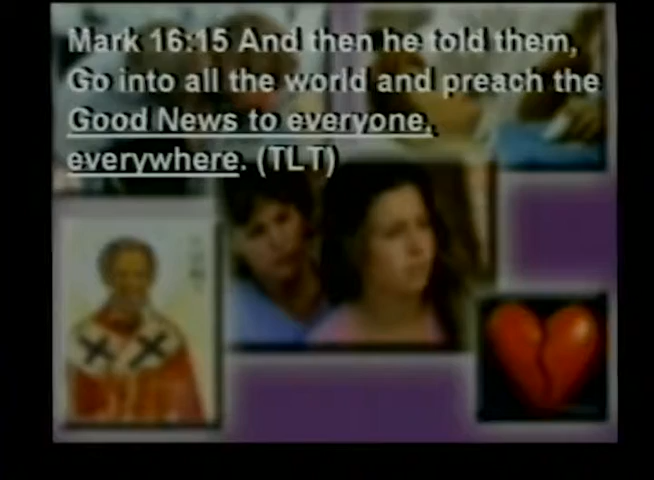 Mark 16:15 And then he told them,
Go into all the world and preach the
Good News to everyone,
everywhere. (TLT)